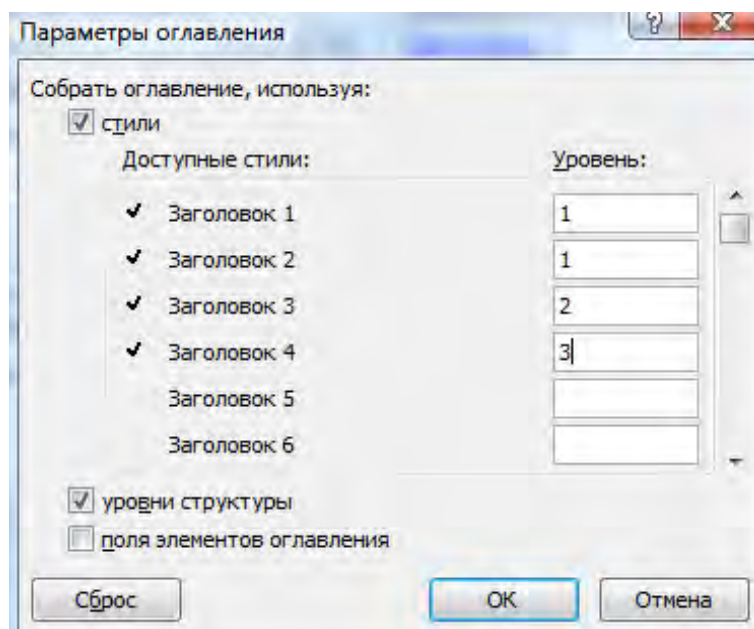 Параметры оглавления
Собрать оглавление, используя:
стили
Доступные стили: Уровень:
Заголовок 1 1
Заголовок 2 1
Заголовок 3 2
Заголовок 4 3
Заголовок 5
Заголовок 6
уровни структуры
поля элементов оглавления
Сброс ОК Отмена